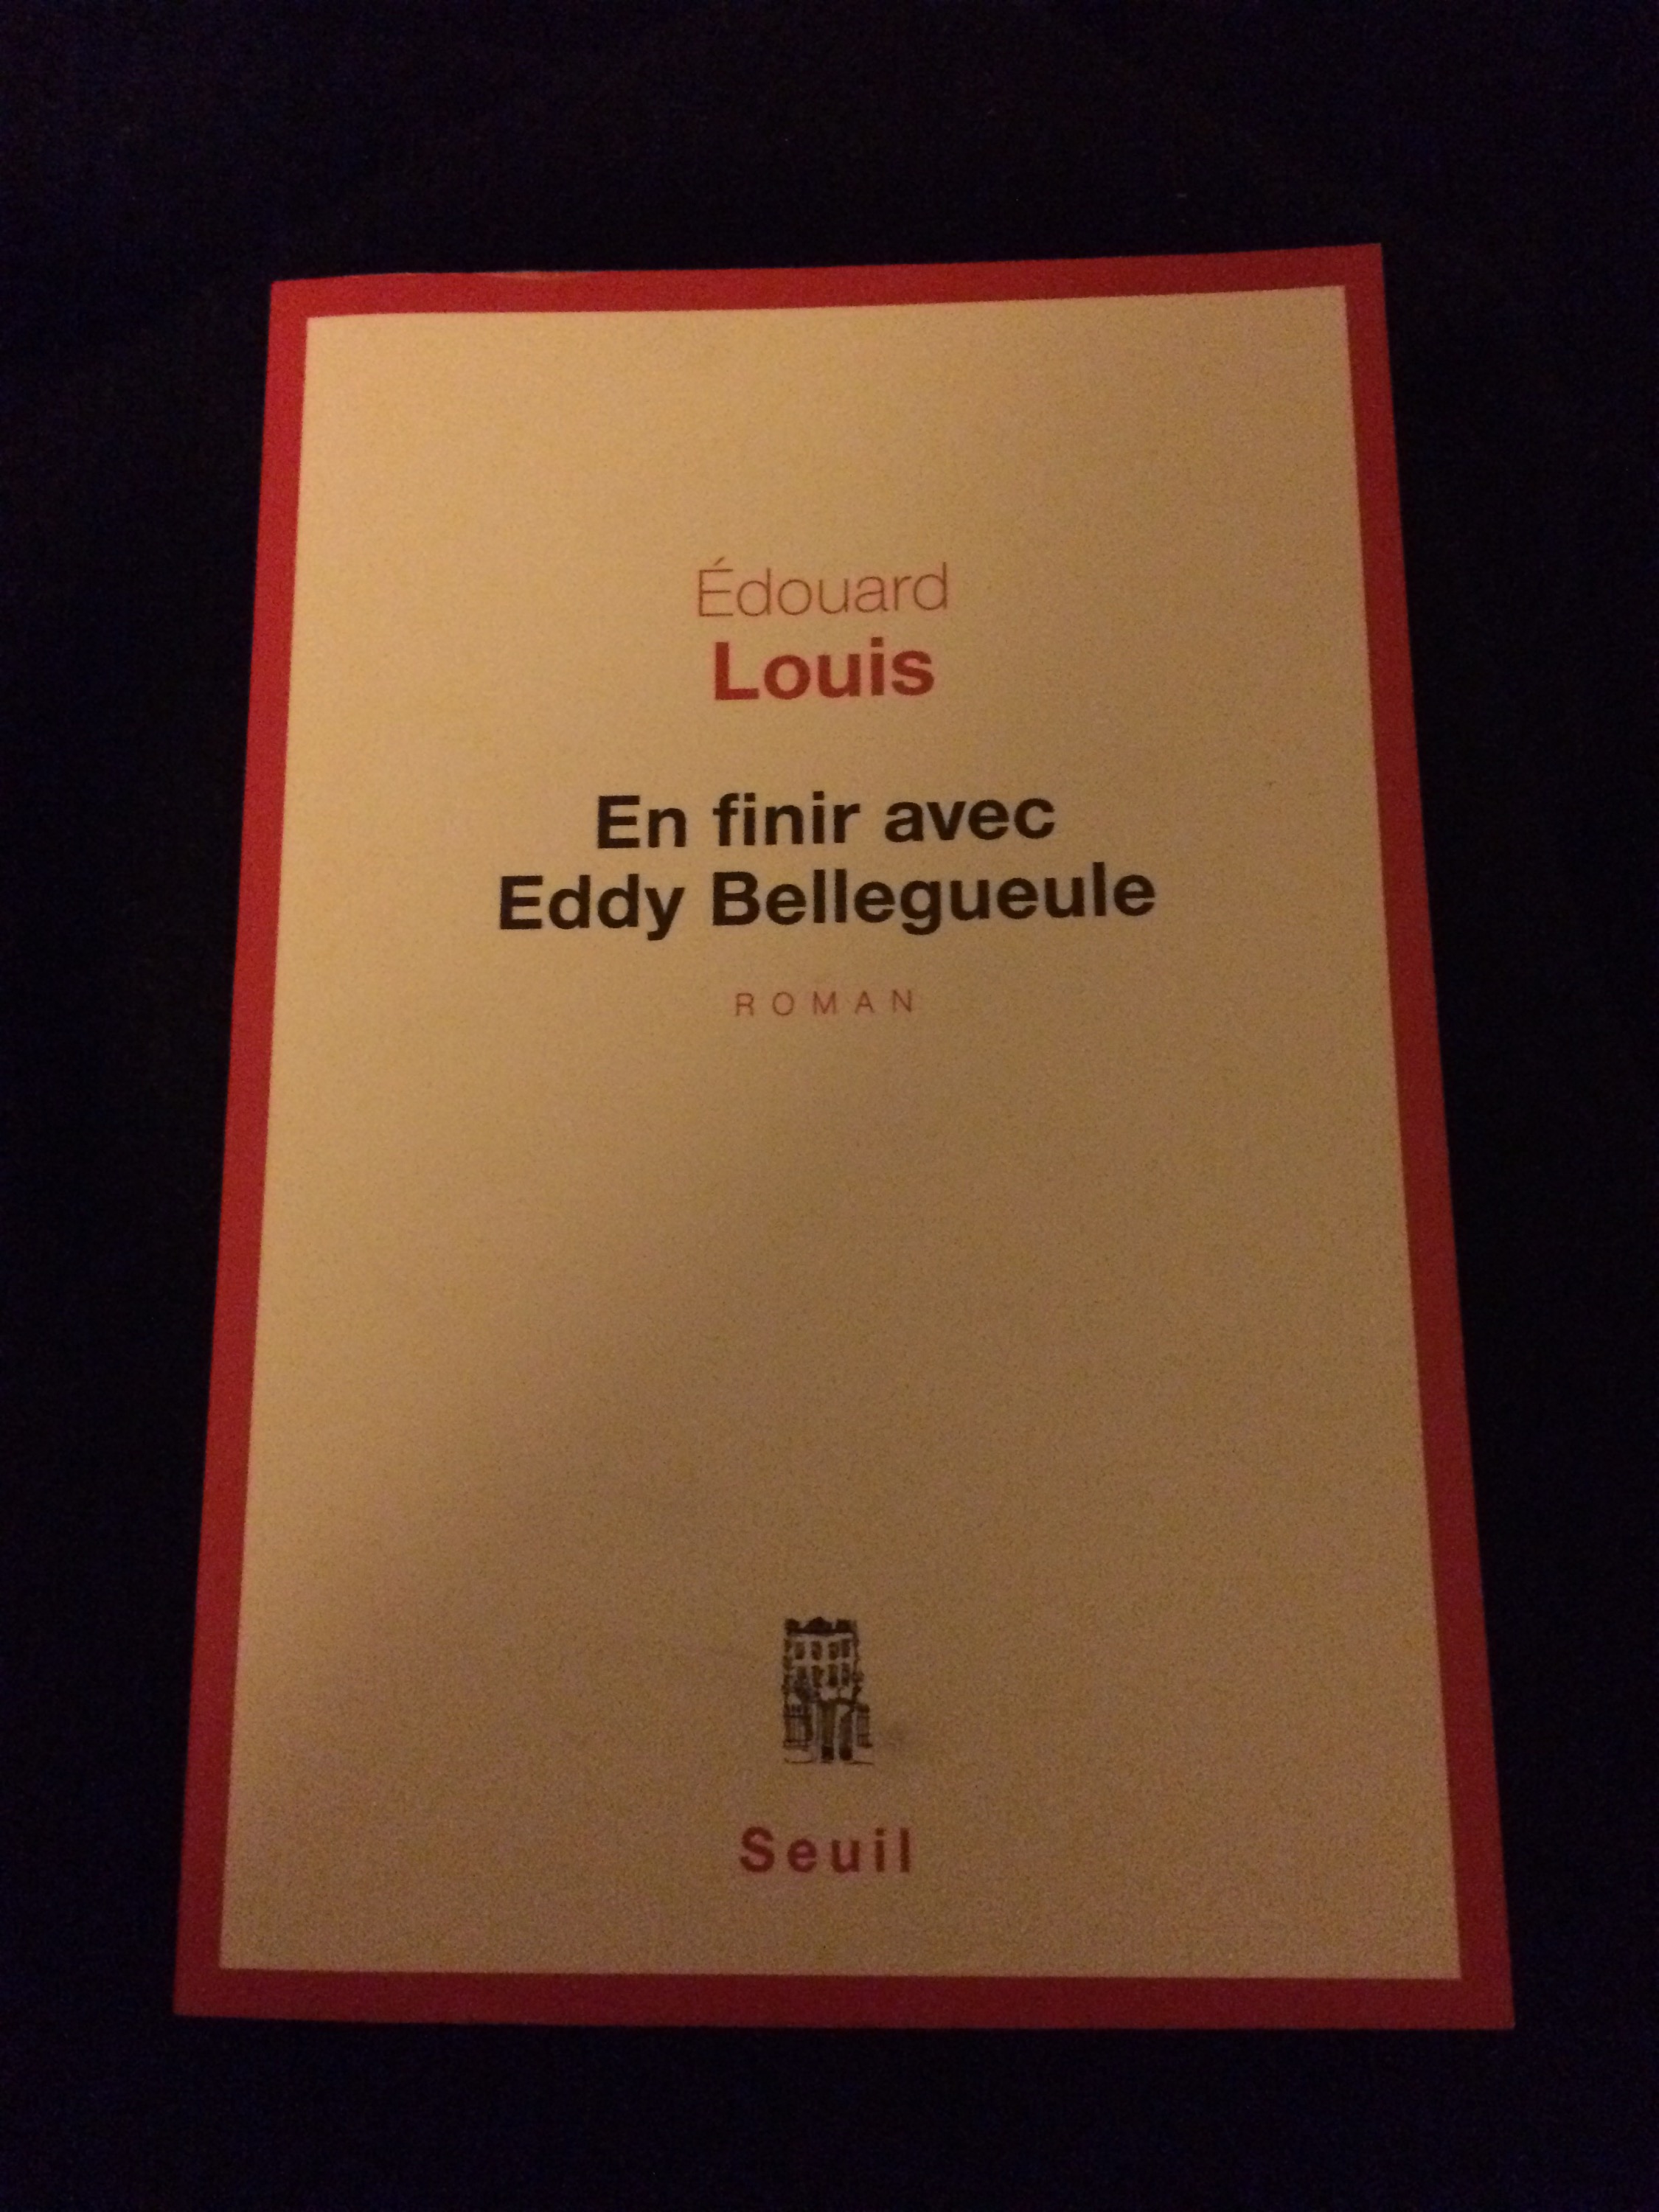 Édouard
Louis
En finir avec
Eddy Bellegueule
ROMAN
Seuil